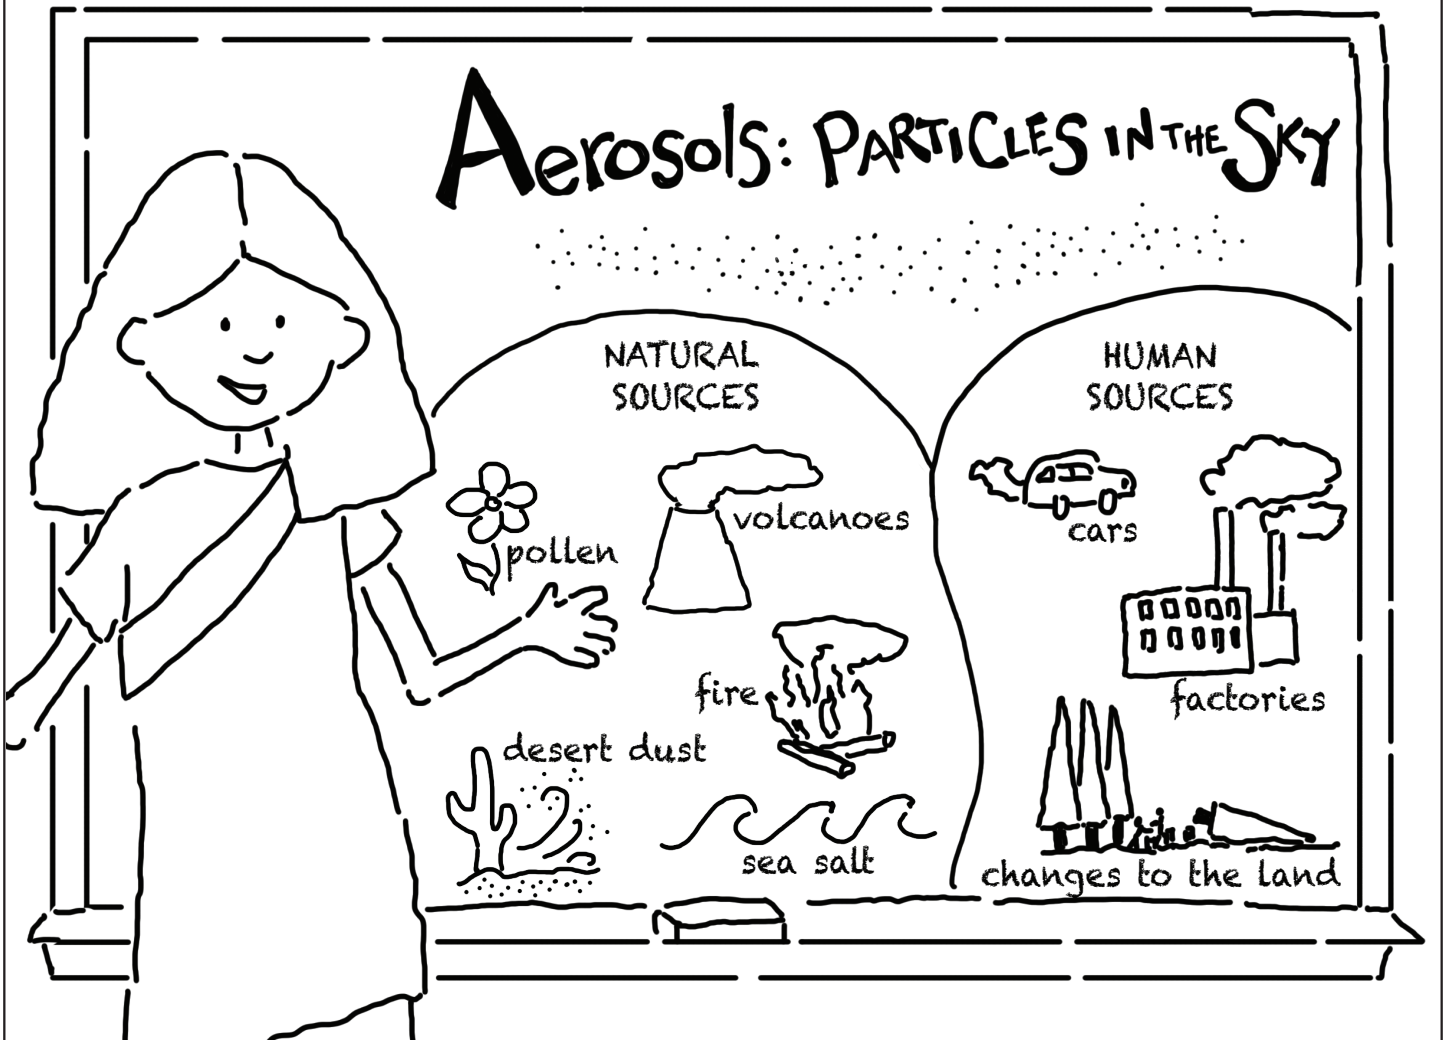 Aerosols: PARTICLES IN THE SKY
NATURAL
SOURCES
pollen
volcanoes
fire
desert dust
sea salt
HUMAN
SOURCES
cars
factories
changes to the land